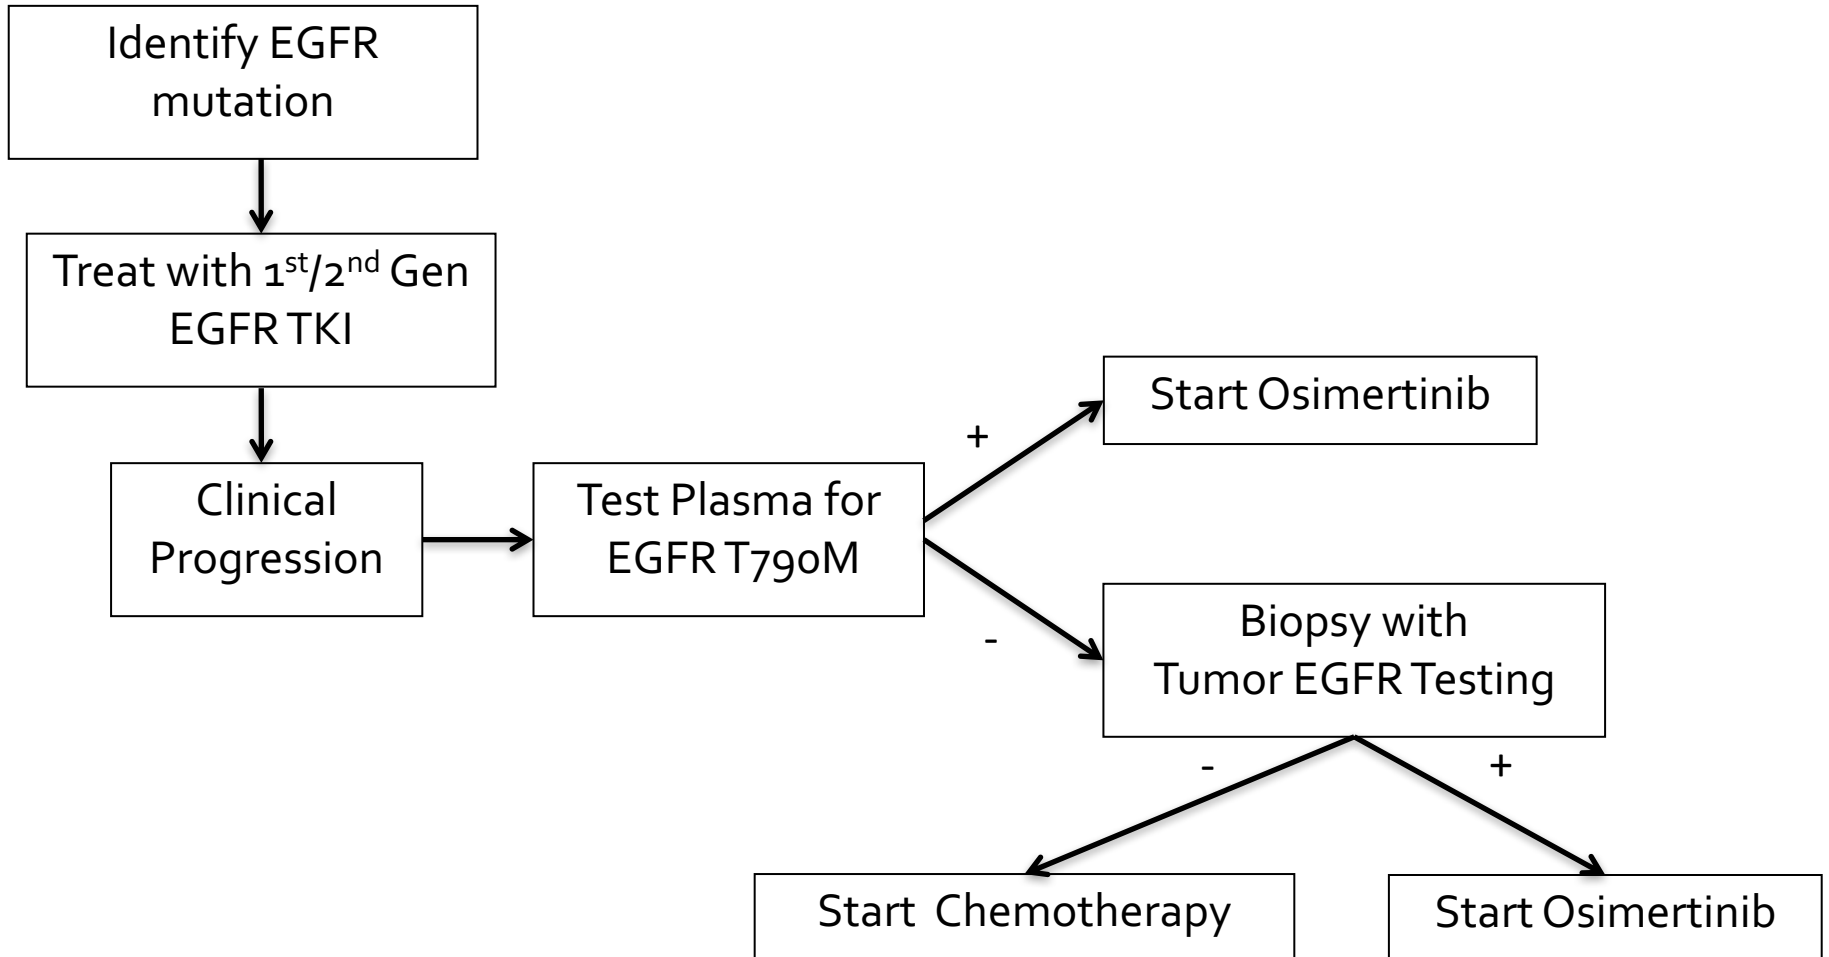 Identify EGFR
mutation
Treat with 1st/2nd Gen
EGFR TKI
Clinical
Progression
Test Plasma for
EGFR T790M
+
Start Osimertinib
-
Biopsy with
Tumor EGFR Testing
-
+
Start Chemotherapy
Start Osimertinib